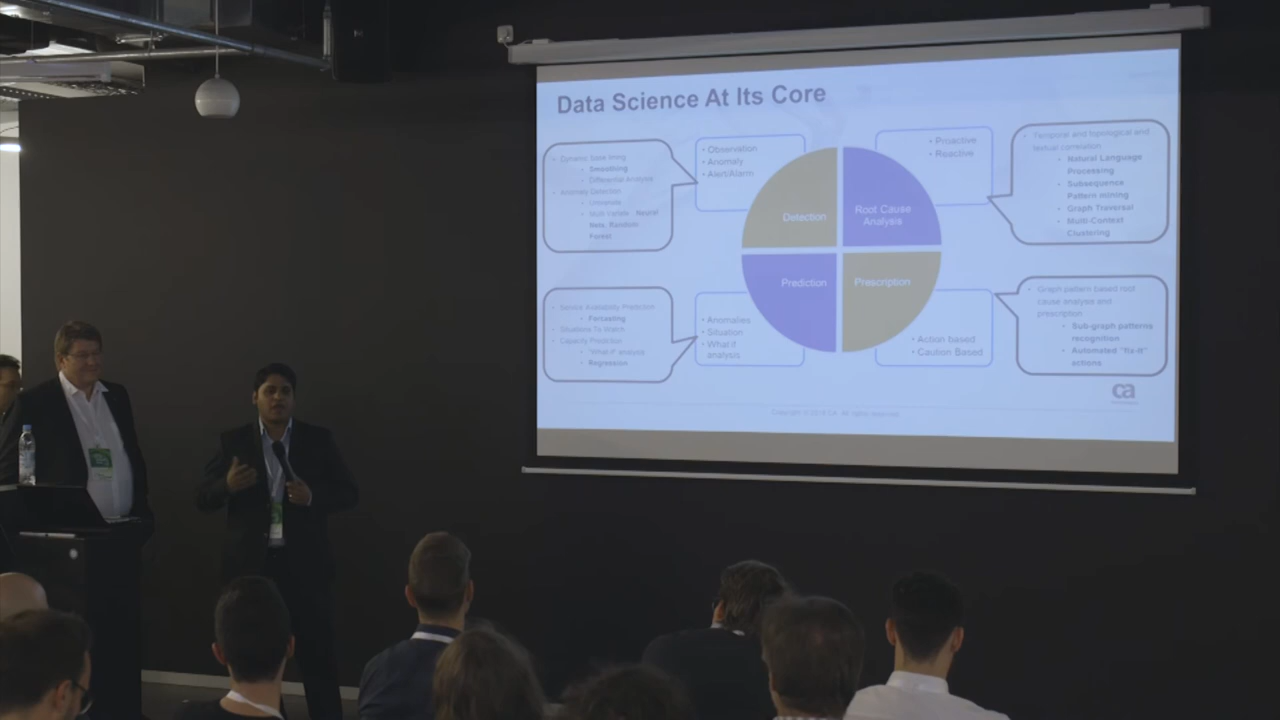 Data Science At Its Core
• Dynamic base lining
• Smoothing
• Differential Analysis
• Anomaly Detection
• Univariate
• Multi Variate Neural
Nets, Random
Forest
• Observation
• Anomaly
• Alert/Alarm
Detection
Root Cause
Analysis
• Proactive
• Reactive
• Temporal and topological and
textual correlation
• Natural Language
Processing
• Subsequence
Pattern mining
• Graph Traversal
• Multi-Context
Clustering
• Service Availability Prediction
• Forcasting
• Situations To Watch
• Capacity Prediction
• "What-if" analysis
• Regression
• Anomalies
• Situation
• What if
analysis
Prediction
Prescription
• Action based
• Caution Based
• Graph pattern based root
cause analysis and
prescription
• Sub-graph patterns
recognition
• Automated "fix-it"
actions
ca
CA. All rights reserved.